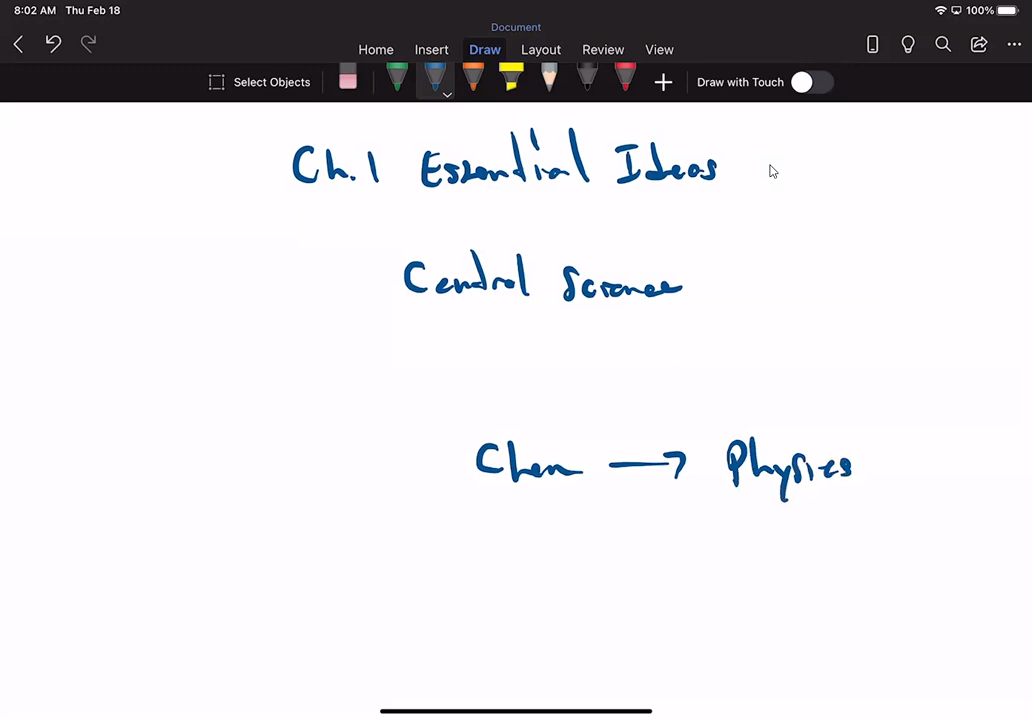 8:02 AM Thu Feb 18
100%
Document
Home Insert Draw Layout Review View
Select Objects
Draw with Touch
Ch. 1 Essential Ideas
Central Science
Chem → Physics